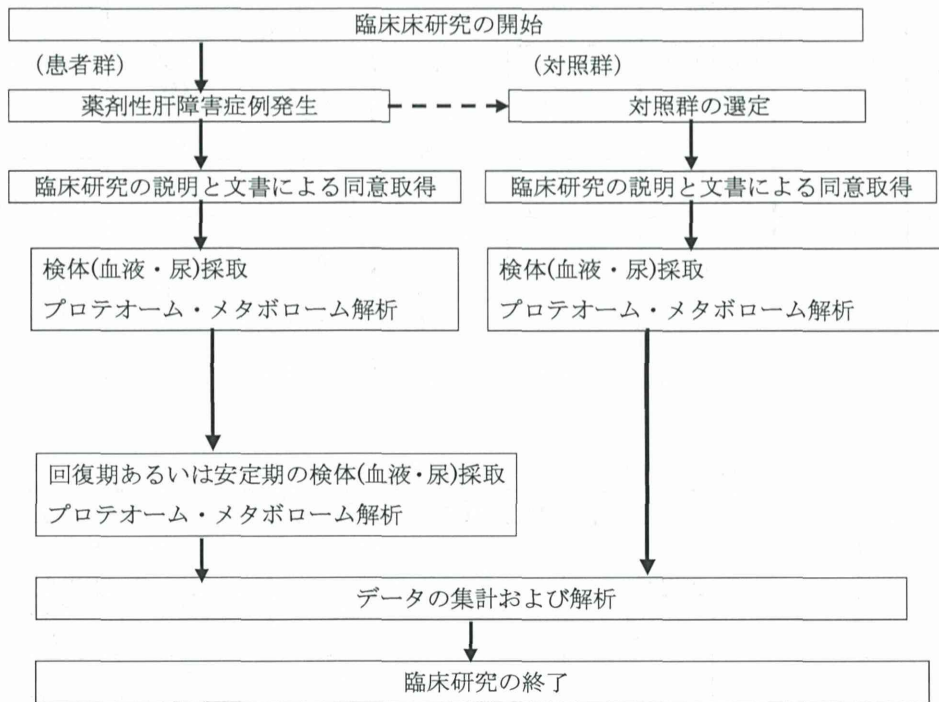 臨床床研究の開始
(患者群)
(対照群)
薬剤性肝障害症例発生
対照群の選定
臨床研究の説明と文書による同意取得
臨床研究の説明と文書による同意取得
検体(血液・尿)採取
プロテオーム・メタボローム解析
検体(血液・尿)採取
プロテオーム・メタボローム解析
回復期あるいは安定期の検体(血液・尿)採取
プロテオーム・メタボローム解析
データの集計および解析
臨床研究の終了